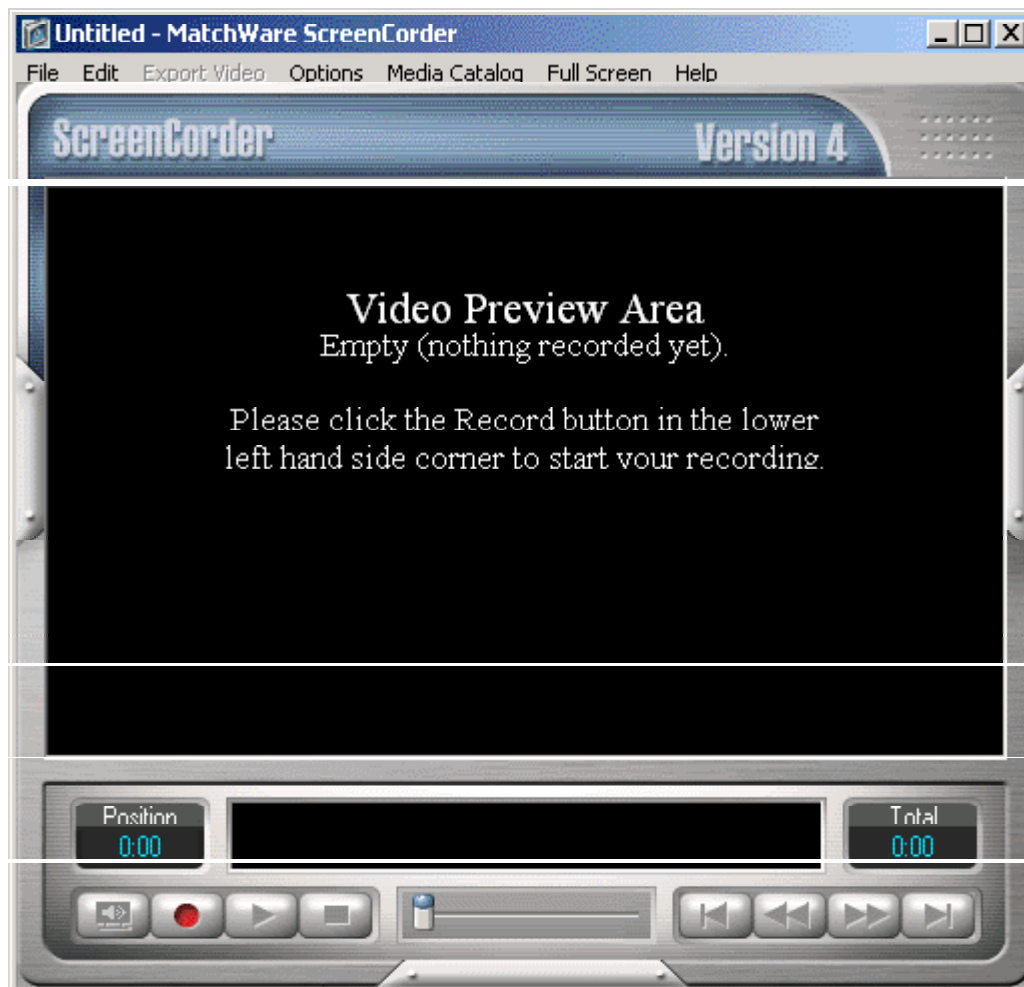 Untitled - MatchWare ScreenCorder
File Edit Export Video Options Media Catalog Full Screen Help
ScreenCorder Version 4
Video Preview Area
Empty (nothing recorded yet).
Please click the Record button in the lower
left hand side corner to start your recording.
Position Total
0:00 0:00